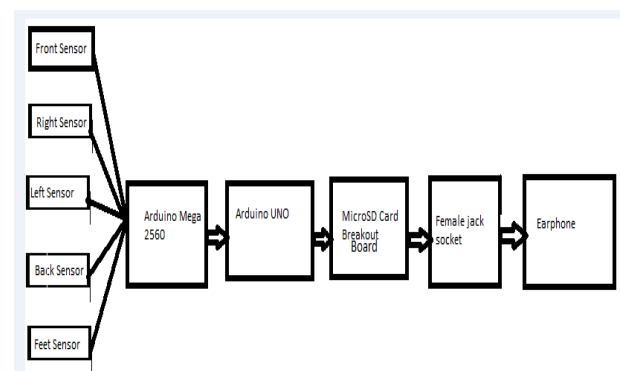 Front Sensor
Right Sensor
Left Sensor
Back Sensor
Feet Sensor
Arduino Mega
2560
Arduino UNO
MicroSD Card
Breakout
Board
Female jack
socket
Earphone